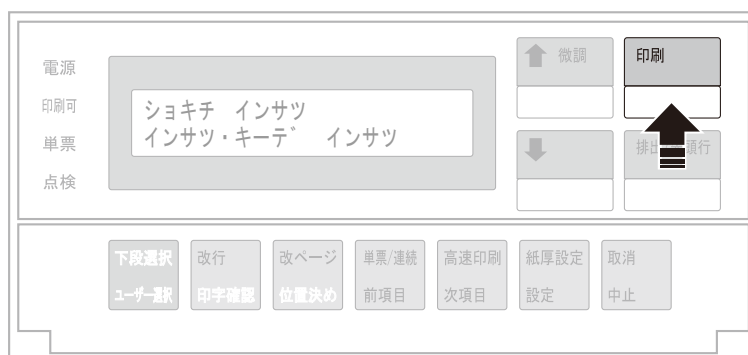 電源
印刷可
単票
点検
ショキチ インサツ
インサツ・キーデ インサツ
微調
印刷
排出
頭行
下段選択
ユーザー選択
改行
印字確認
改ページ
位置決め
単票/連続
前項目
高速印刷
次項目
紙厚設定
設定
取消
中止